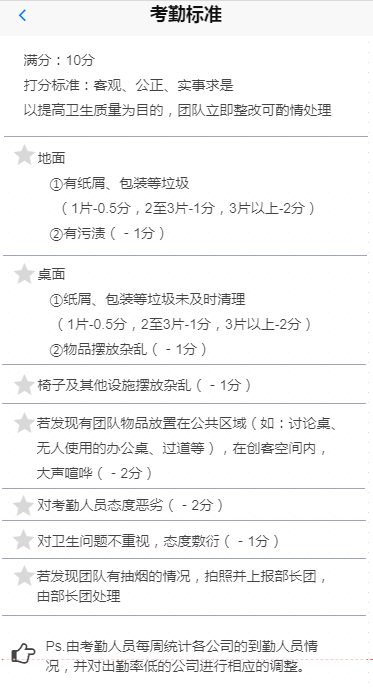 考勤标准
满分：10分
打分标准：客观、公正、实事求是
以提高卫生质量为目的，团队立即整改可酌情处理
地面
①有纸屑、包装等垃圾
（1片-0.5分，2至3片-1分，3片以上-2分）
②有污渍（﹣1分）
桌面
①纸屑、包装等垃圾未及时清理
（1片-0.5分，2至3片-1分，3片以上-2分）
②物品摆放杂乱（﹣1分）
椅子及其他设施摆放杂乱（﹣1分）
若发现有团队物品放置在公共区域（如：讨论桌、
无人使用的办公桌、过道等），在创客空间内，
大声喧哗（﹣2分）
对考勤人员态度恶劣（﹣2分）
对卫生问题不重视，态度敷衍（﹣1分）
若发现团队有抽烟的情况，拍照并上报部长团，
由部长团处理
Ps.由考勤人员每周统计各公司的到勤人员情
况，并对出勤率低的公司进行相应的调整。